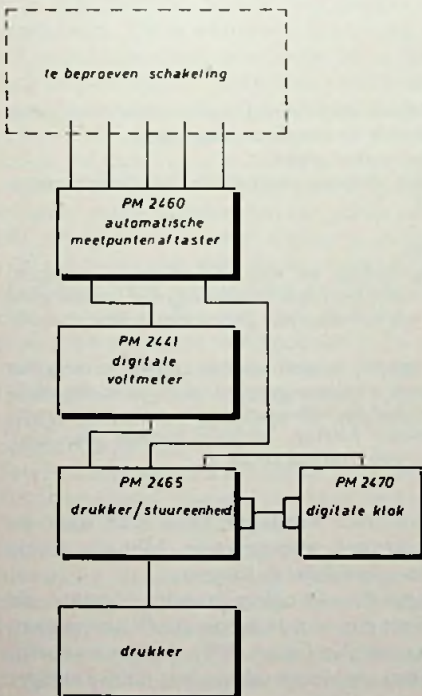 te beproeven schakeling
PM 2460
automatische
meetpuntenaftaster
PM 2441
digitale
voltmeter
PM 2465
drukker/stuureenheid
PM 2470
digitale klok
drukker